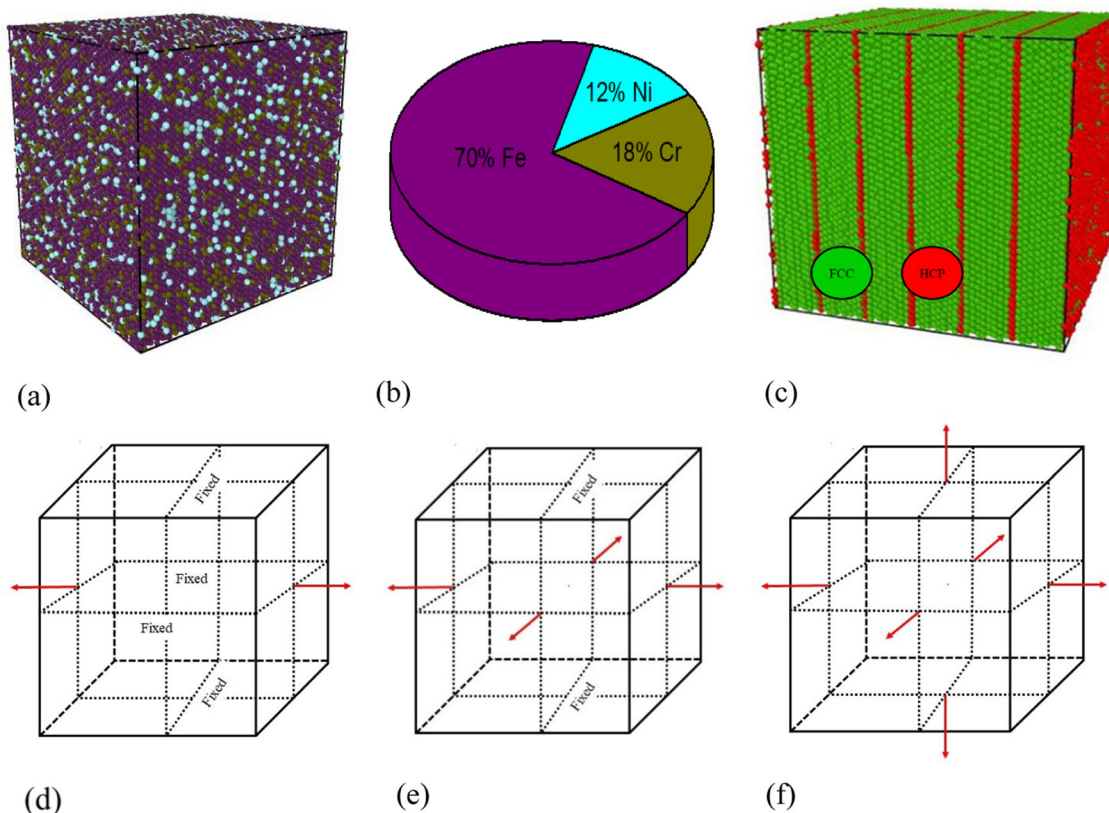 12% Ni
70% Fe
18% Cr
FCC
HCP
(a)
(b)
(c)
Fixed
Fixed
Fixed
Fixed
Fixed
Fixed
(d)
(e)
(f)